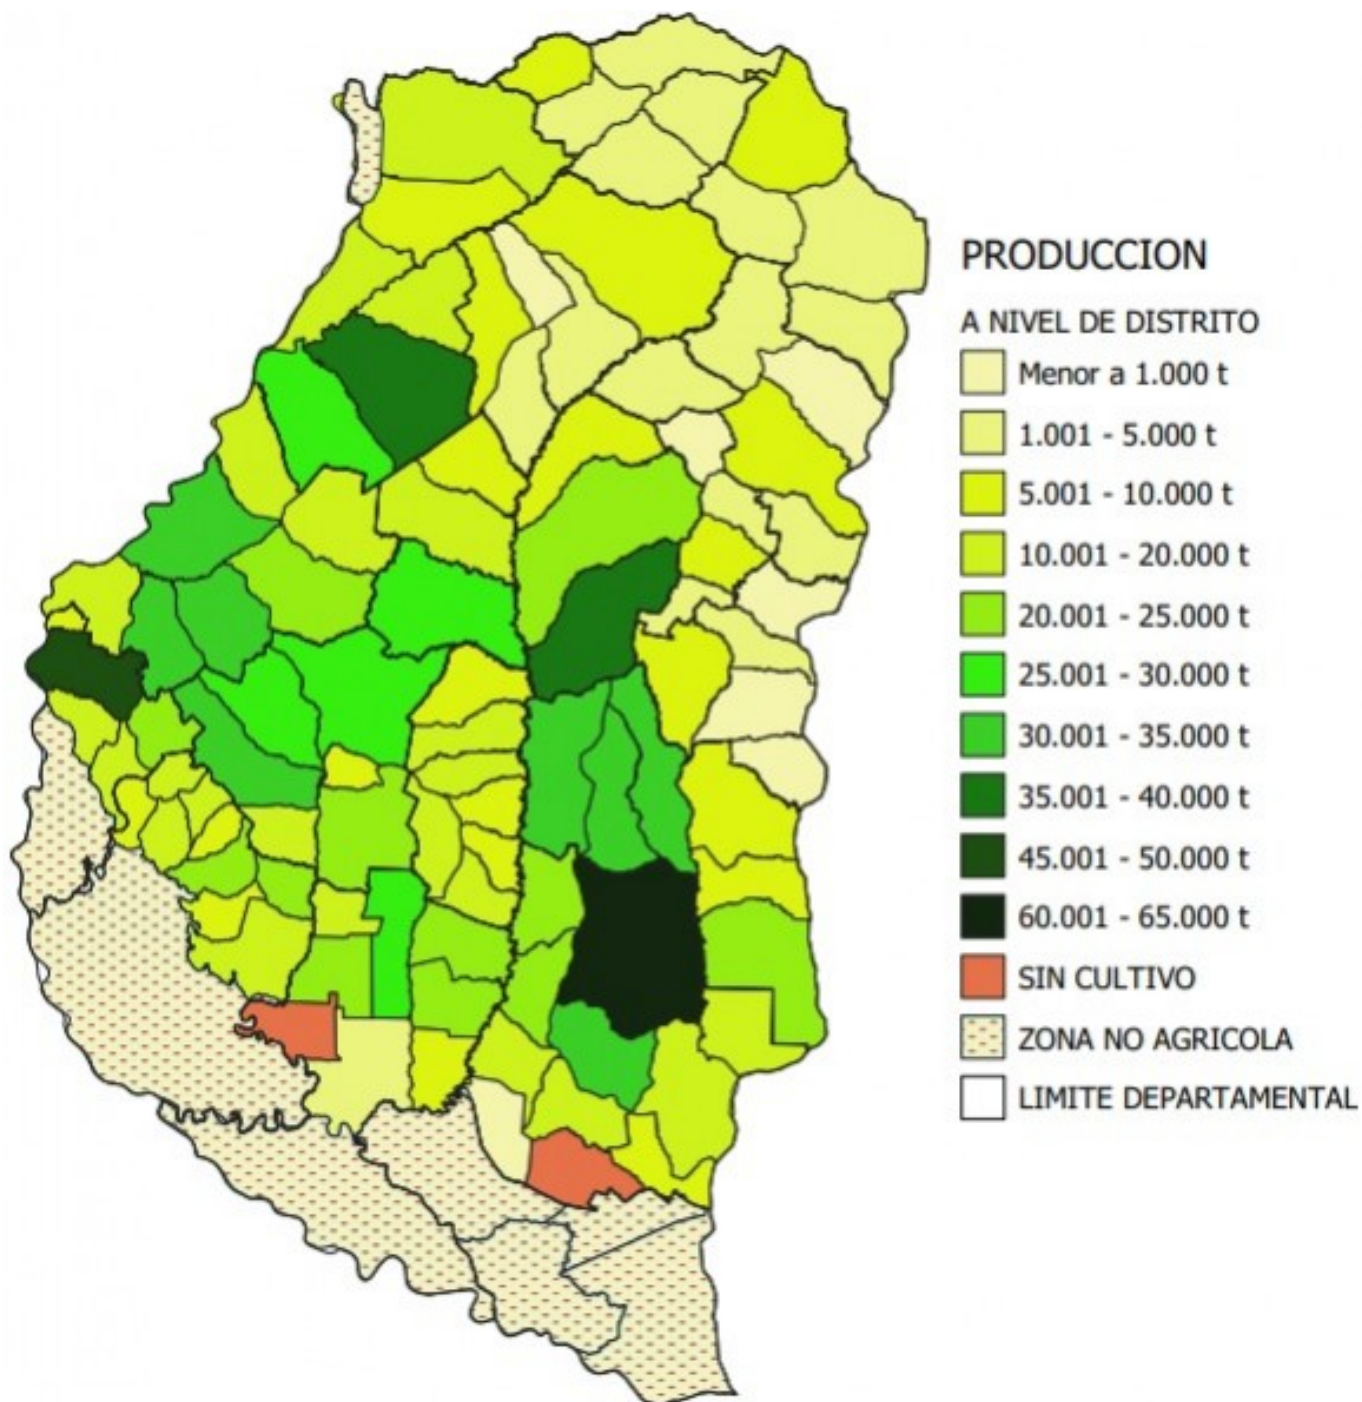 PRODUCCION
A NIVEL DE DISTRITO
Menor a 1.000 t
1.001 - 5.000 t
5.001 - 10.000 t
10.001 - 20.000 t
20.001 - 25.000 t
25.001 - 30.000 t
30.001 - 35.000 t
35.001 - 40.000 t
45.001 - 50.000 t
60.001 - 65.000 t
SIN CULTIVO
ZONA NO AGRICOLA
LIMITE DEPARTAMENTAL